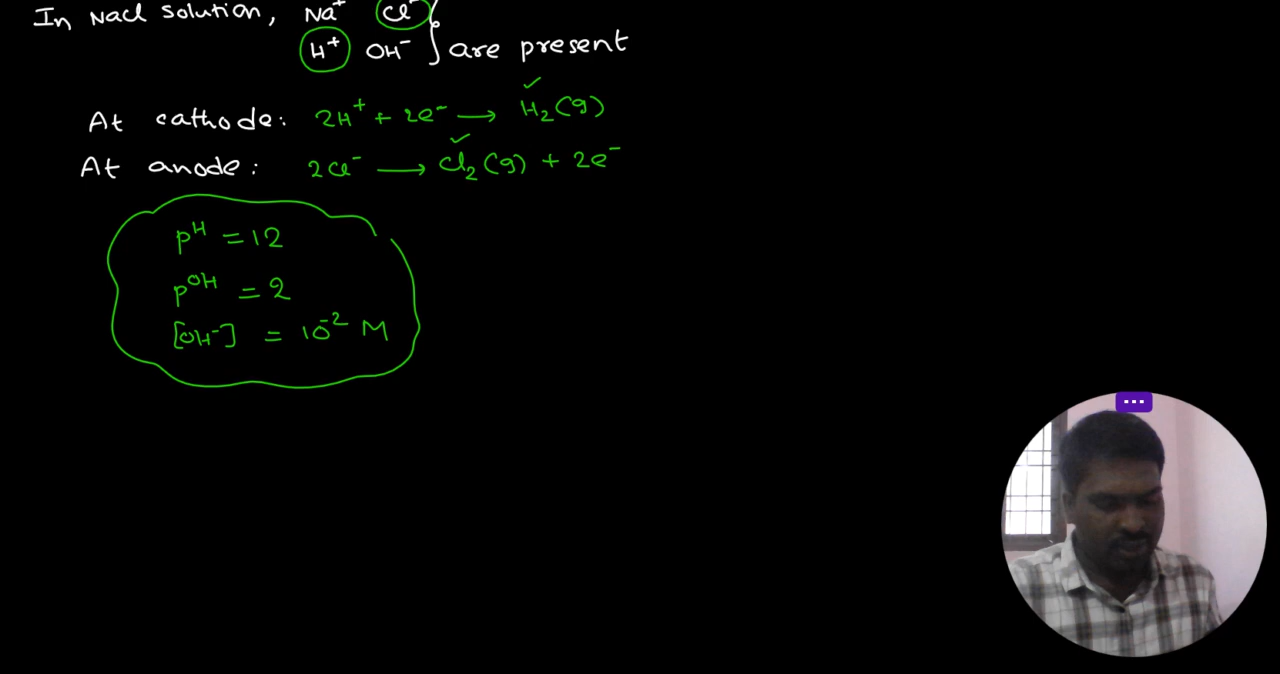 In NaCl solution, Na⁺ Cl⁻
H⁺ OH⁻ } are present
At cathode: 2H⁺ + 2e⁻ ⟶ H₂(g)
At anode: 2Cl⁻ ⟶ Cl₂(g) + 2e⁻
pᴴ = 12
pᴼᴴ = 2
[OH⁻] = 10⁻² M